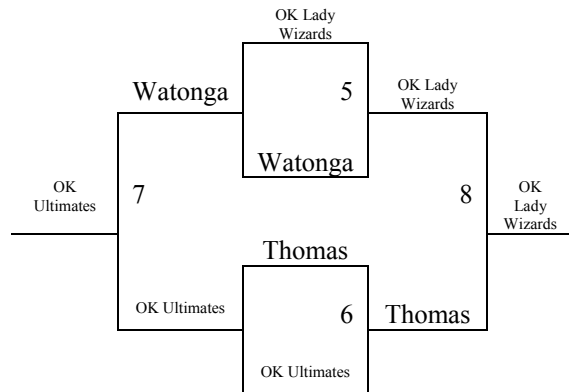 OK Lady
Wizards
Watonga
5
OK Lady
Wizards
Watonga
OK
Ultimates
7
8
OK
Lady
Wizards
Thomas
OK Ultimates
6
Thomas
OK Ultimates